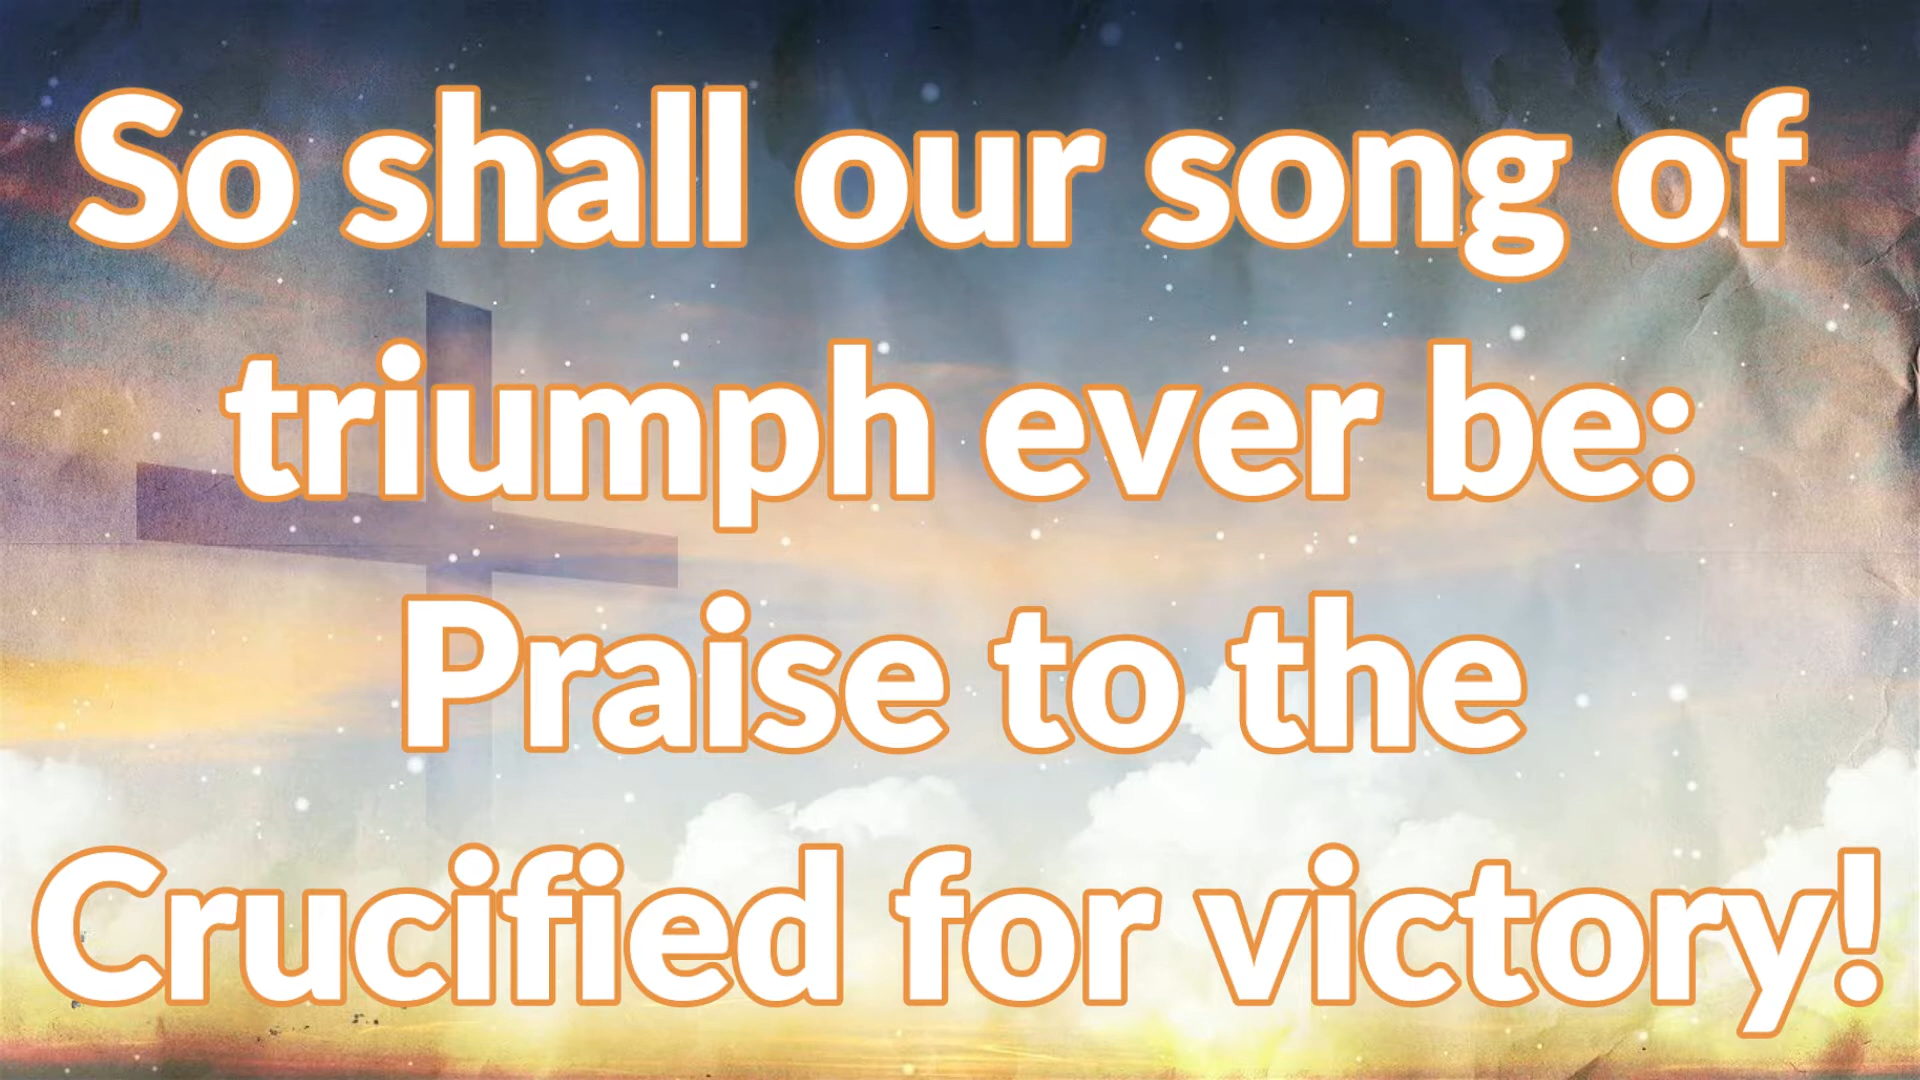 So shall our song of
triumph ever be:
Praise to the
Crucified for victory!